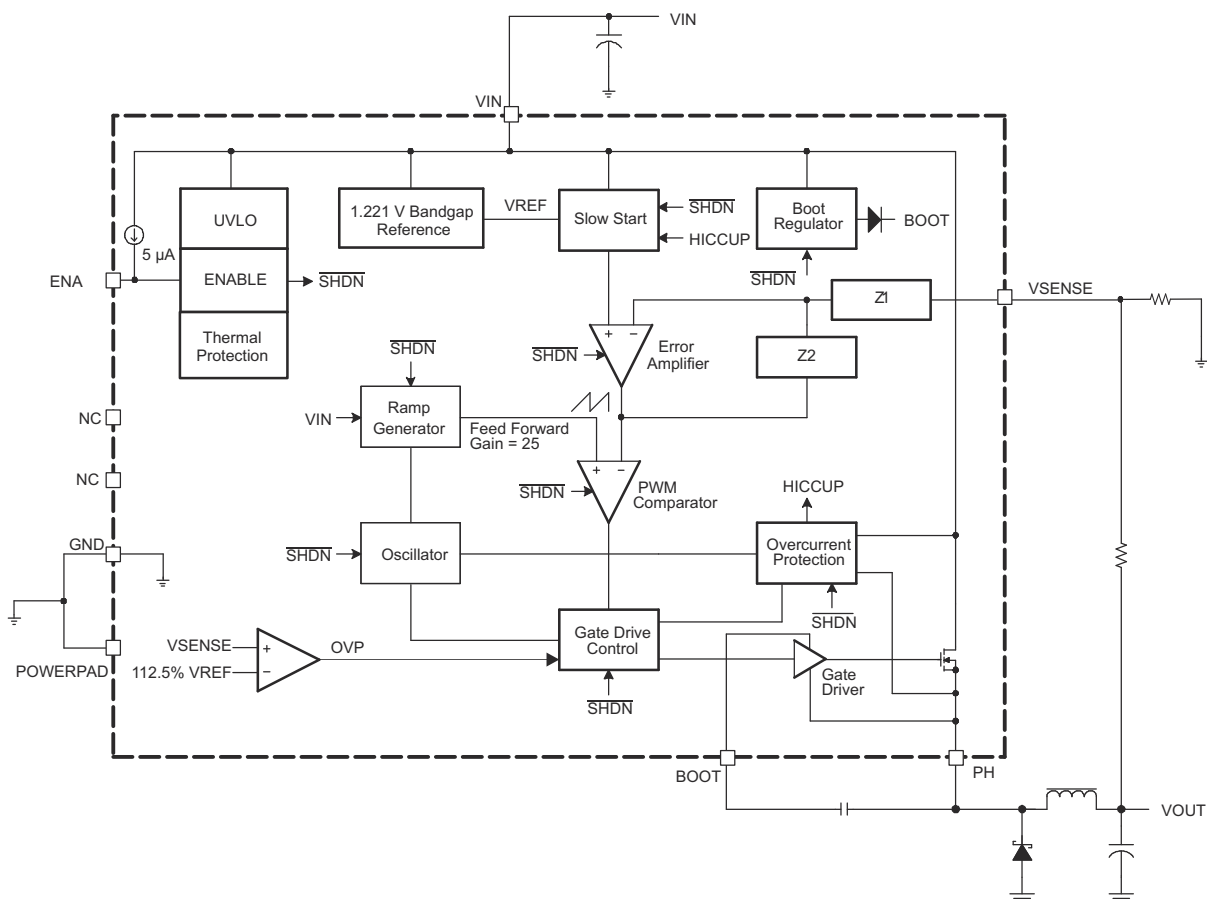 VIN
VIN
UVLO
1.221 V Bandgap
Reference
VREF
Slow Start
SHDN
HICCUP
Boot
Regulator
BOOT
5 µA
ENA
ENABLE
SHDN
SHDN
Z1
VSENSE
Thermal
Protection
SHDN
+ −
Error
Amplifier
Z2
SHDN
VIN
Ramp
Generator
Feed Forward
Gain = 25
NC
NC
+ −
SHDN
PWM
Comparator
HICCUP
GND
SHDN
Oscillator
Overcurrent
Protection
SHDN
Gate Drive
Control
VSENSE
+
OVP
POWERPAD
112.5% VREF
−
SHDN
Gate
Driver
BOOT
PH
VOUT